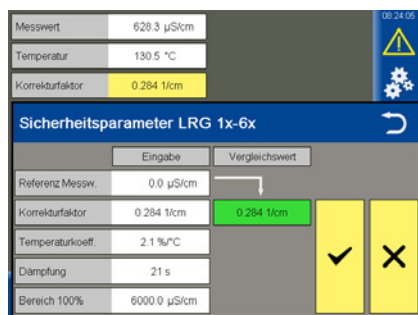 08:24:05
Messwert 628.3 µS/cm
Temperatur 130.5 °C
Korrekturfaktor 0.284 1/cm
Sicherheitsparameter LRG 1x-6x
Eingabe Vergleichswert
Referenz Messw. 0.0 µS/cm
Korrekturfaktor 0.284 1/cm 0.284 1/cm
Temperaturkoeff. 2.1 %/°C
Dämpfung 21 s
Bereich 100% 6000.0 µS/cm